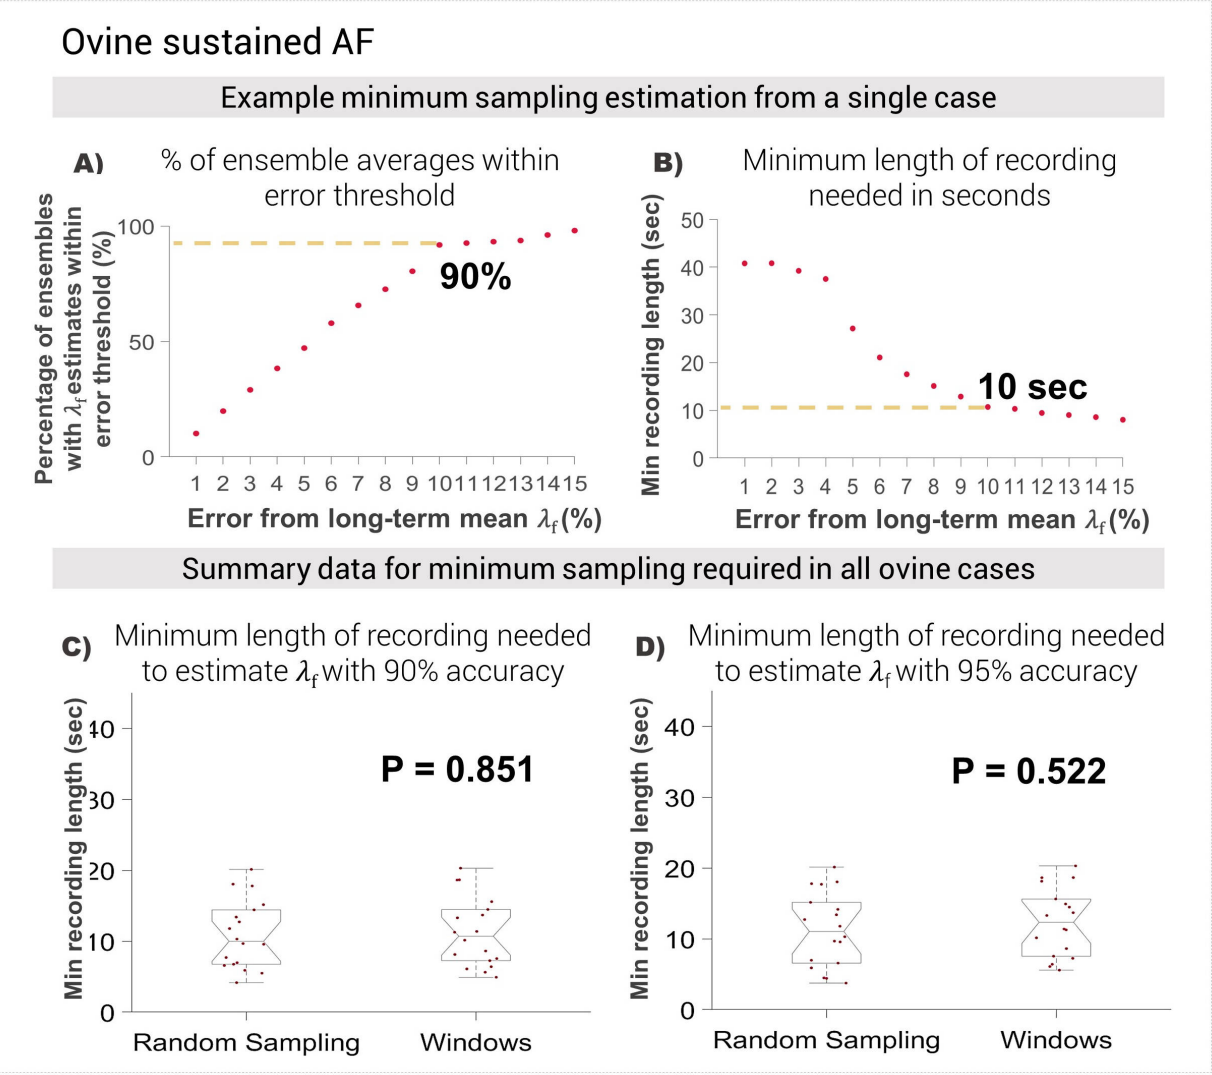 Ovine sustained AF
Example minimum sampling estimation from a single case
A)
% of ensemble averages within
error threshold
Percentage of ensembles
with λf estimates within
error threshold (%)
100
50
0
90%
1 2 3 4 5 6 7 8 9 10 11 12 13 14 15
Error from long-term mean λf (%)
B)
Minimum length of recording
needed in seconds
Min recording length (sec)
50
40
30
20
10
0
10 sec
1 2 3 4 5 6 7 8 9 10 11 12 13 14 15
Error from long-term mean λf (%)
Summary data for minimum sampling required in all ovine cases
C)
Minimum length of recording needed
to estimate λf with 90% accuracy
Min recording length (sec)
40
30
20
10
0
P = 0.851
Random Sampling Windows
D)
Minimum length of recording needed
to estimate λf with 95% accuracy
Min recording length (sec)
40
30
20
10
0
P = 0.522
Random Sampling Windows